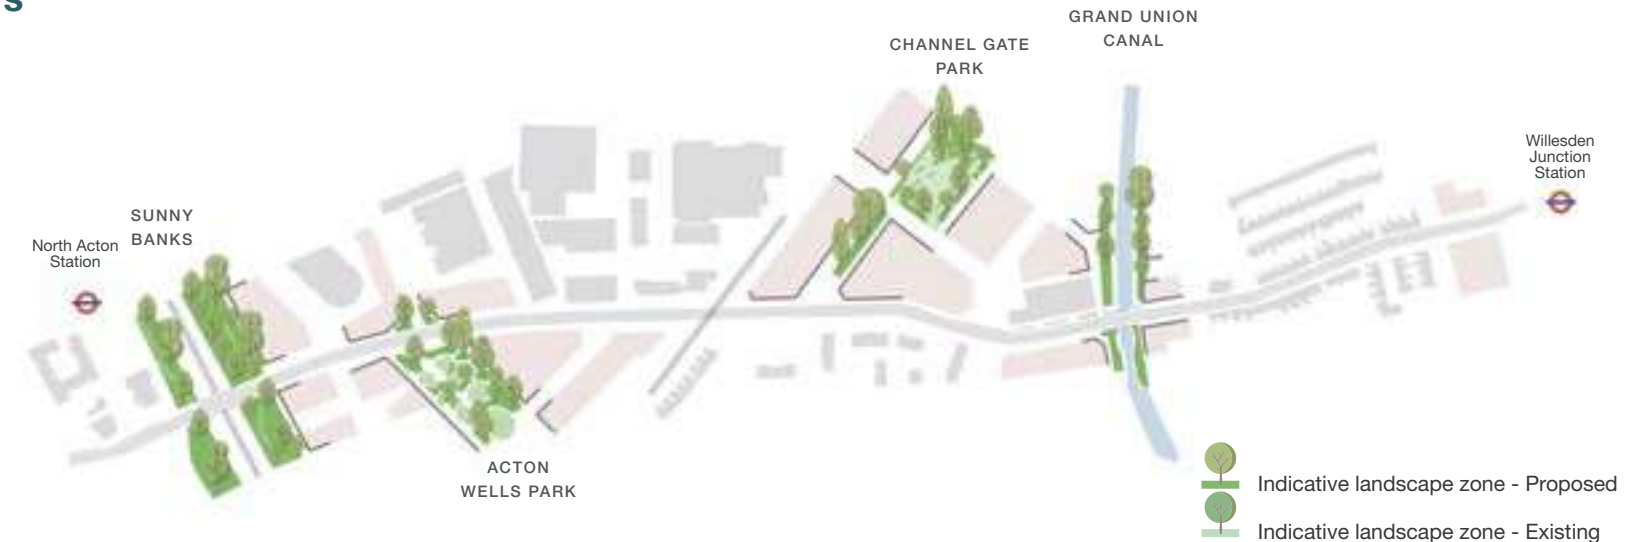 s
GRAND UNION
CANAL
CHANNEL GATE
PARK
Willesden
Junction
Station
SUNNY
BANKS
North Acton
Station
ACTON
WELLS PARK
Indicative landscape zone - Proposed
Indicative landscape zone - Existing